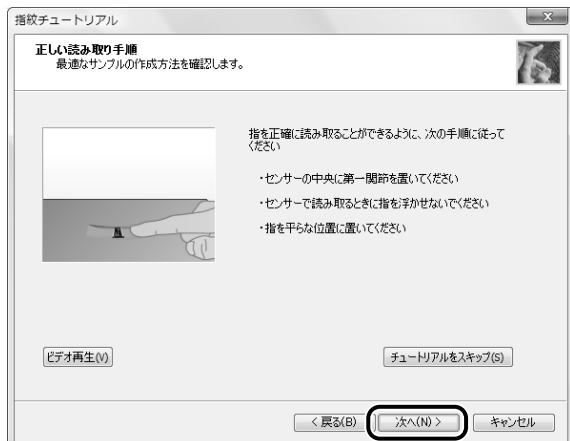 指紋チュートリアル
正しい読み取り手順
最適なサンプルの作成方法を確認します。
指を正確に読み取ることができるように、次の手順に従って
ください
・センサーの中央に第一関節を置いてください
・センサーで読み取るときに指を浮かせないでください
・指を平らな位置に置いてください
ビデオ再生(V)
チュートリアルをスキップ(S)
< 戻る(B)
次へ(N) >
キャンセル